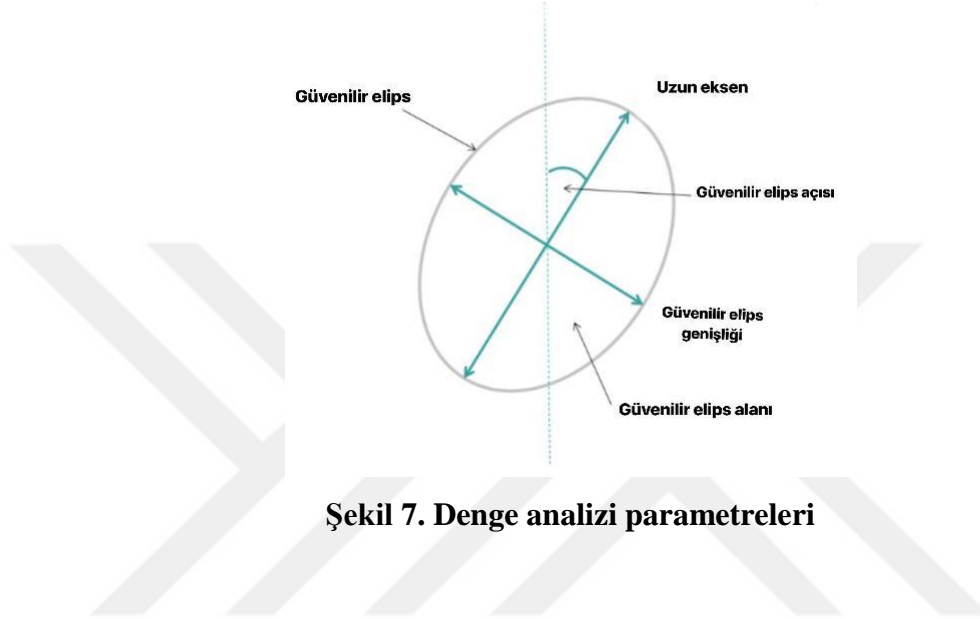 Uzun eksen
Güvenilir elips
Güvenilir elips açısı
Güvenilir elips
genişliği
Güvenilir elips alanı
Şekil 7. Denge analizi parametreleri